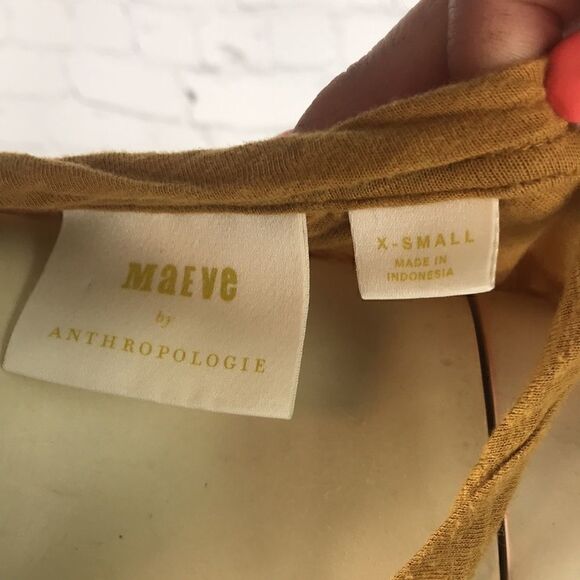 MaEVe
by
ANTHROPOLOGIE
X-SMALL
MADE IN
INDONESIA